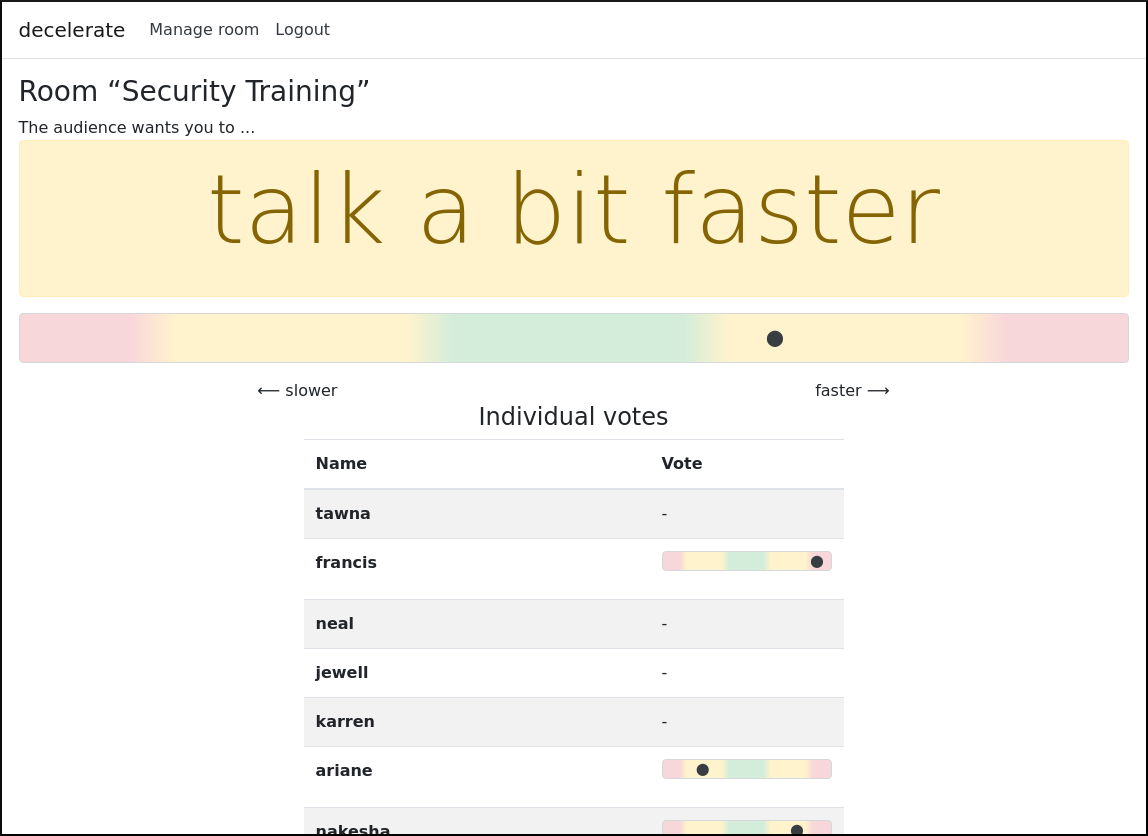 decelerate Manage room Logout
Room “Security Training”
The audience wants you to ...
talk a bit faster
⟵ slower faster ⟶
Individual votes
Name Vote
tawna -
francis
neal -
jewell -
karren -
ariane
nakesha